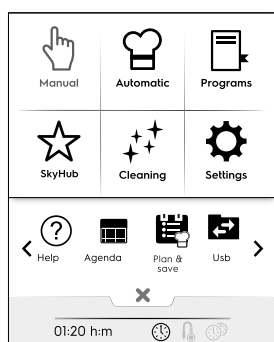 Manual Automatic Programs
SkyHub Cleaning Settings
Help Agenda Plan & save Usb
01:20 h:m